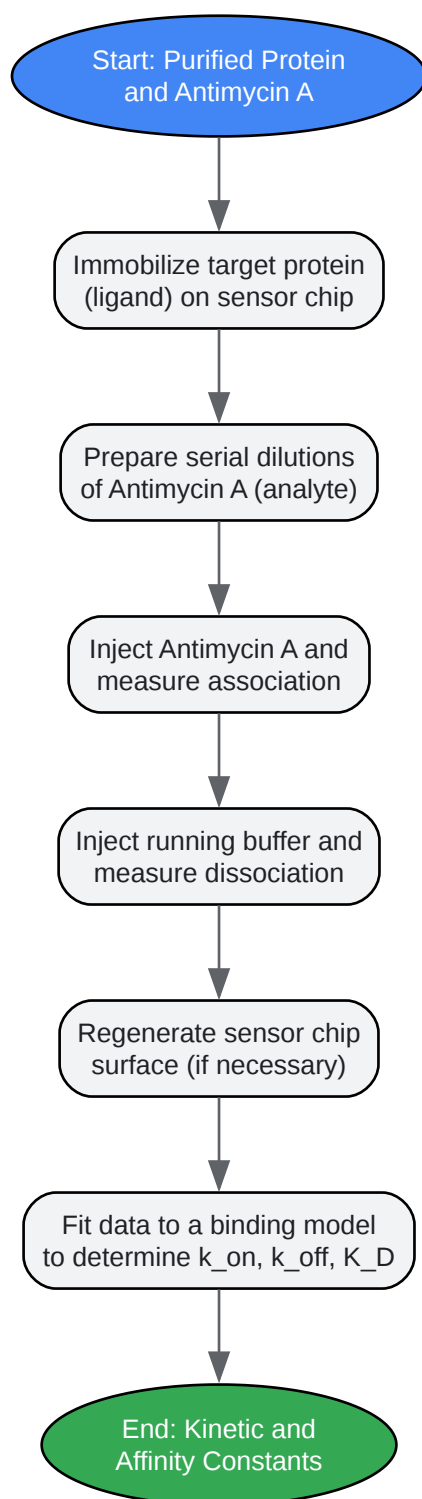 Start: Purified Protein
and Antimycin A
Immobilize target protein
(ligand) on sensor chip
Prepare serial dilutions
of Antimycin A (analyte)
Inject Antimycin A and
measure association
Inject running buffer and
measure dissociation
Regenerate sensor chip
surface (if necessary)
Fit data to a binding model
to determine k_on, k_off, K_D
End: Kinetic and
Affinity Constants